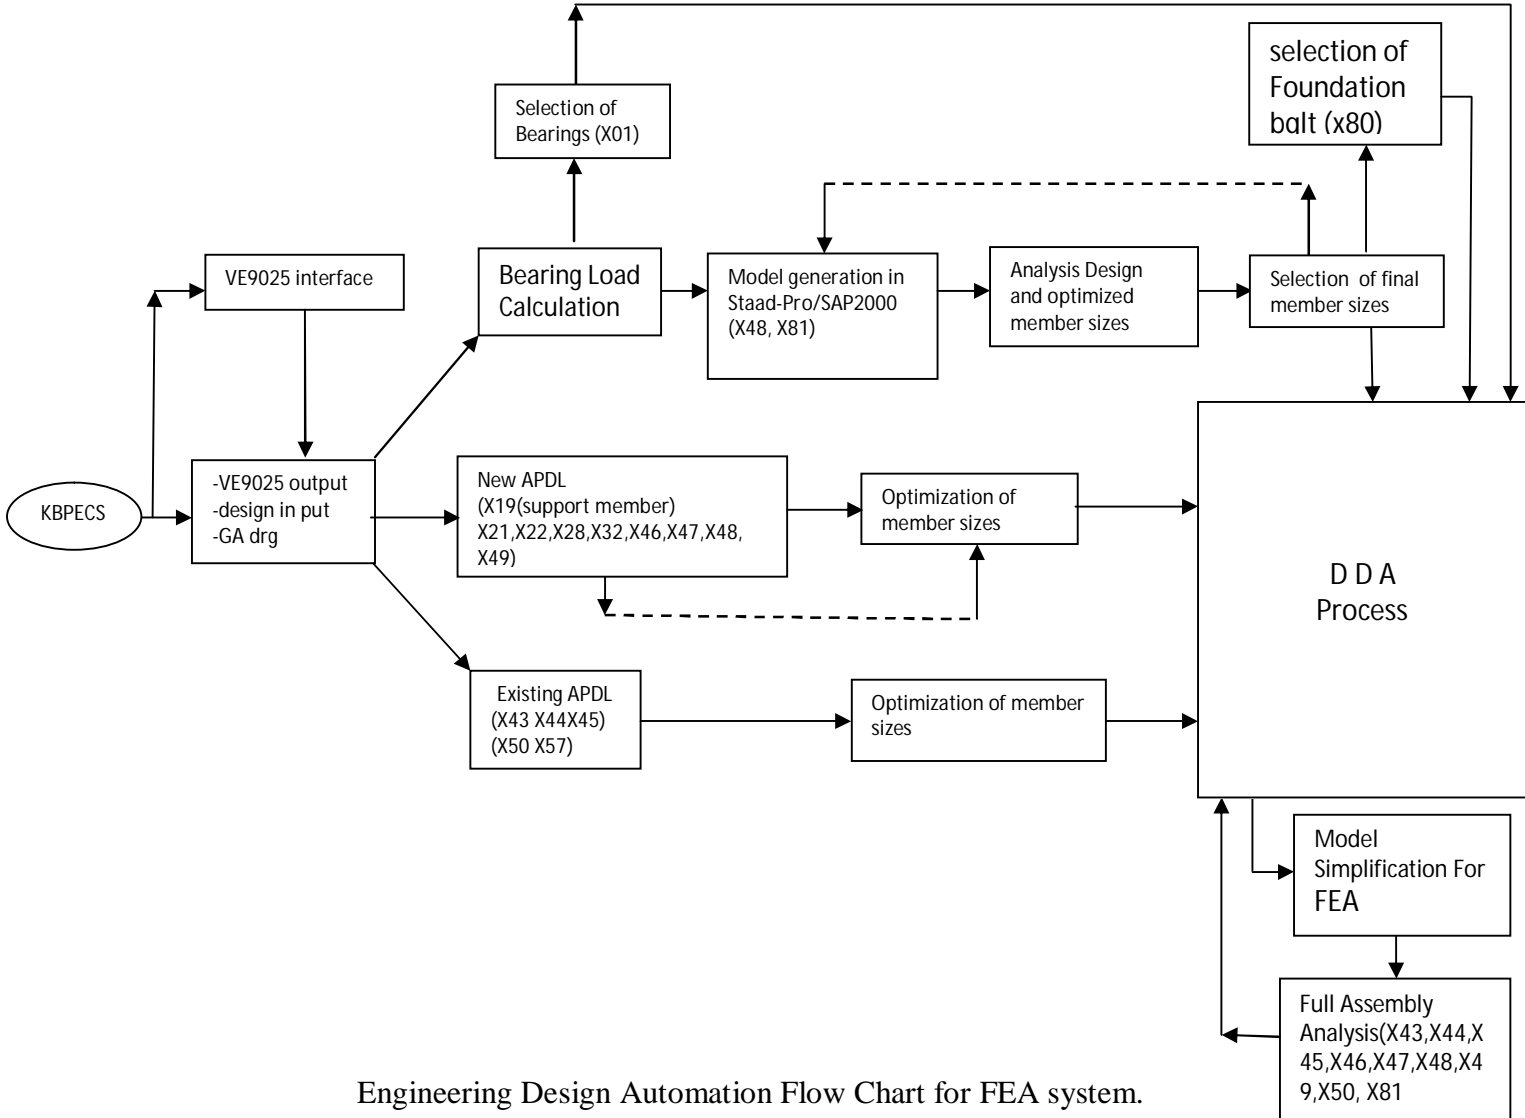 selection of
Foundation
bolt (x80)
Selection of
Bearings (X01)
VE9025 interface
Bearing Load
Calculation
Model generation in
Staad-Pro/SAP2000
(X48, X81)
Analysis Design
and optimized
member sizes
Selection of final
member sizes
KBPECS
-VE9025 output
-design in put
-GA drg
New APDL
(X19(support member)
X21,X22,X28,X32,X46,X47,X48,
X49)
Optimization of
member sizes
D D A
Process
Existing APDL
(X43 X44X45)
(X50 X57)
Optimization of member
sizes
Model
Simplification For
FEA
Full Assembly
Analysis(X43,X44,X
45,X46,X47,X48,X4
9,X50, X81
Engineering Design Automation Flow Chart for FEA system.